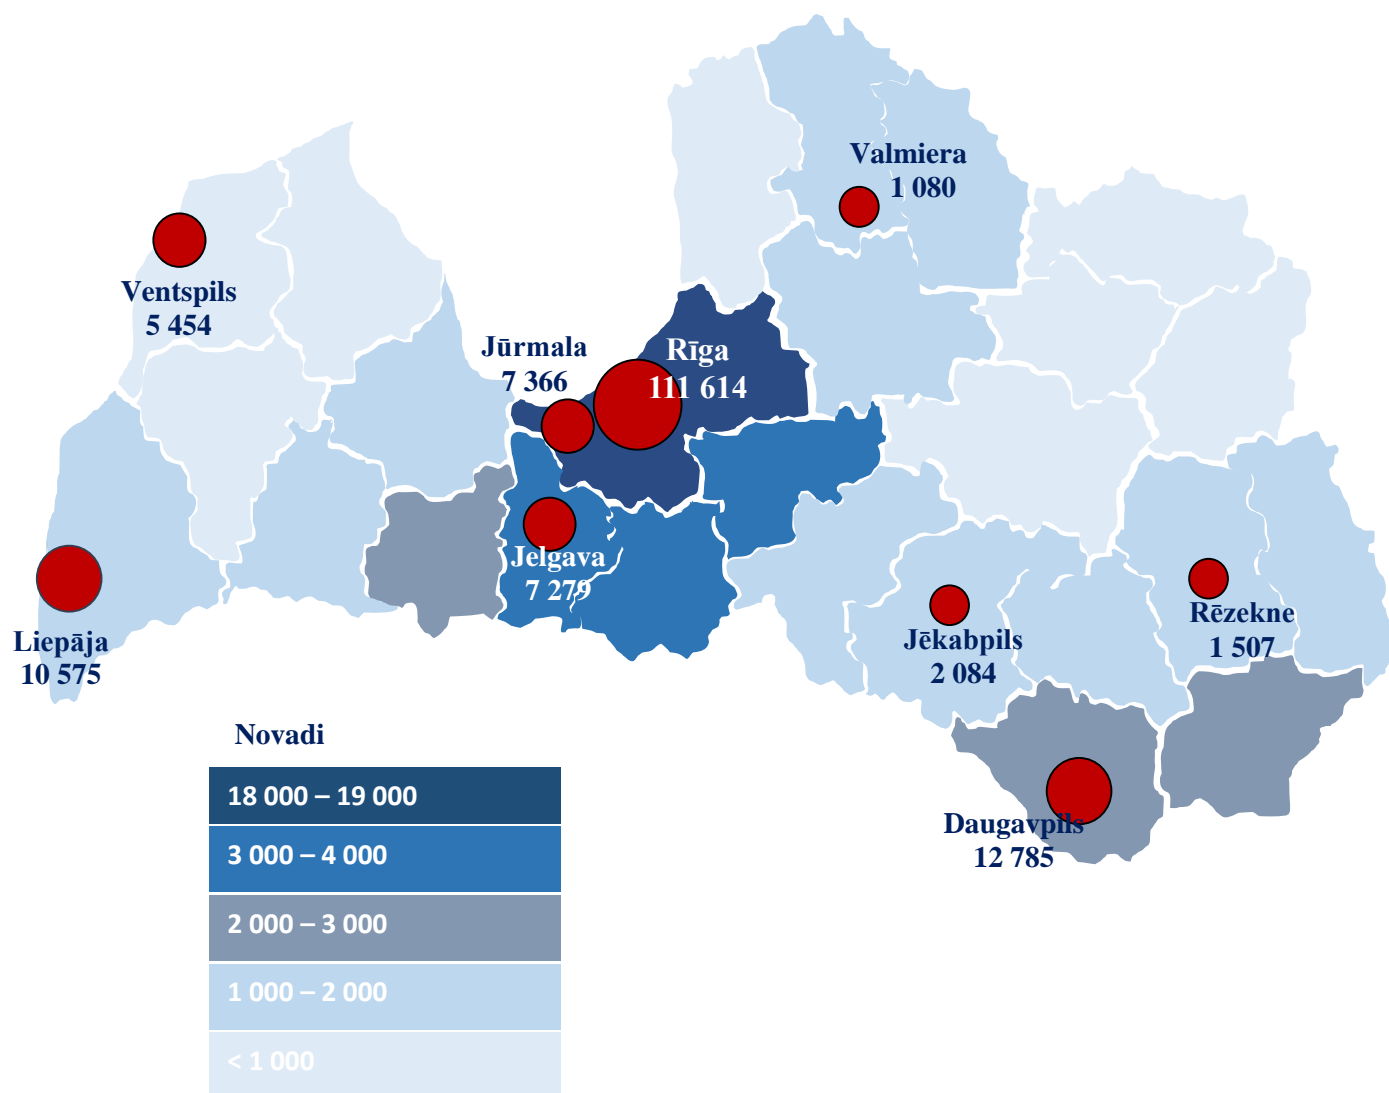 Valmiera
1 080
Ventspils
5 454
Jūrmala
7 366
Rīga
111 614
Jelgava
7 279
Liepāja
10 575
Jēkabpils
2 084
Rēzekne
1 507
Daugavpils
12 785
Novadi
18 000 – 19 000
3 000 – 4 000
2 000 – 3 000
1 000 – 2 000
< 1 000